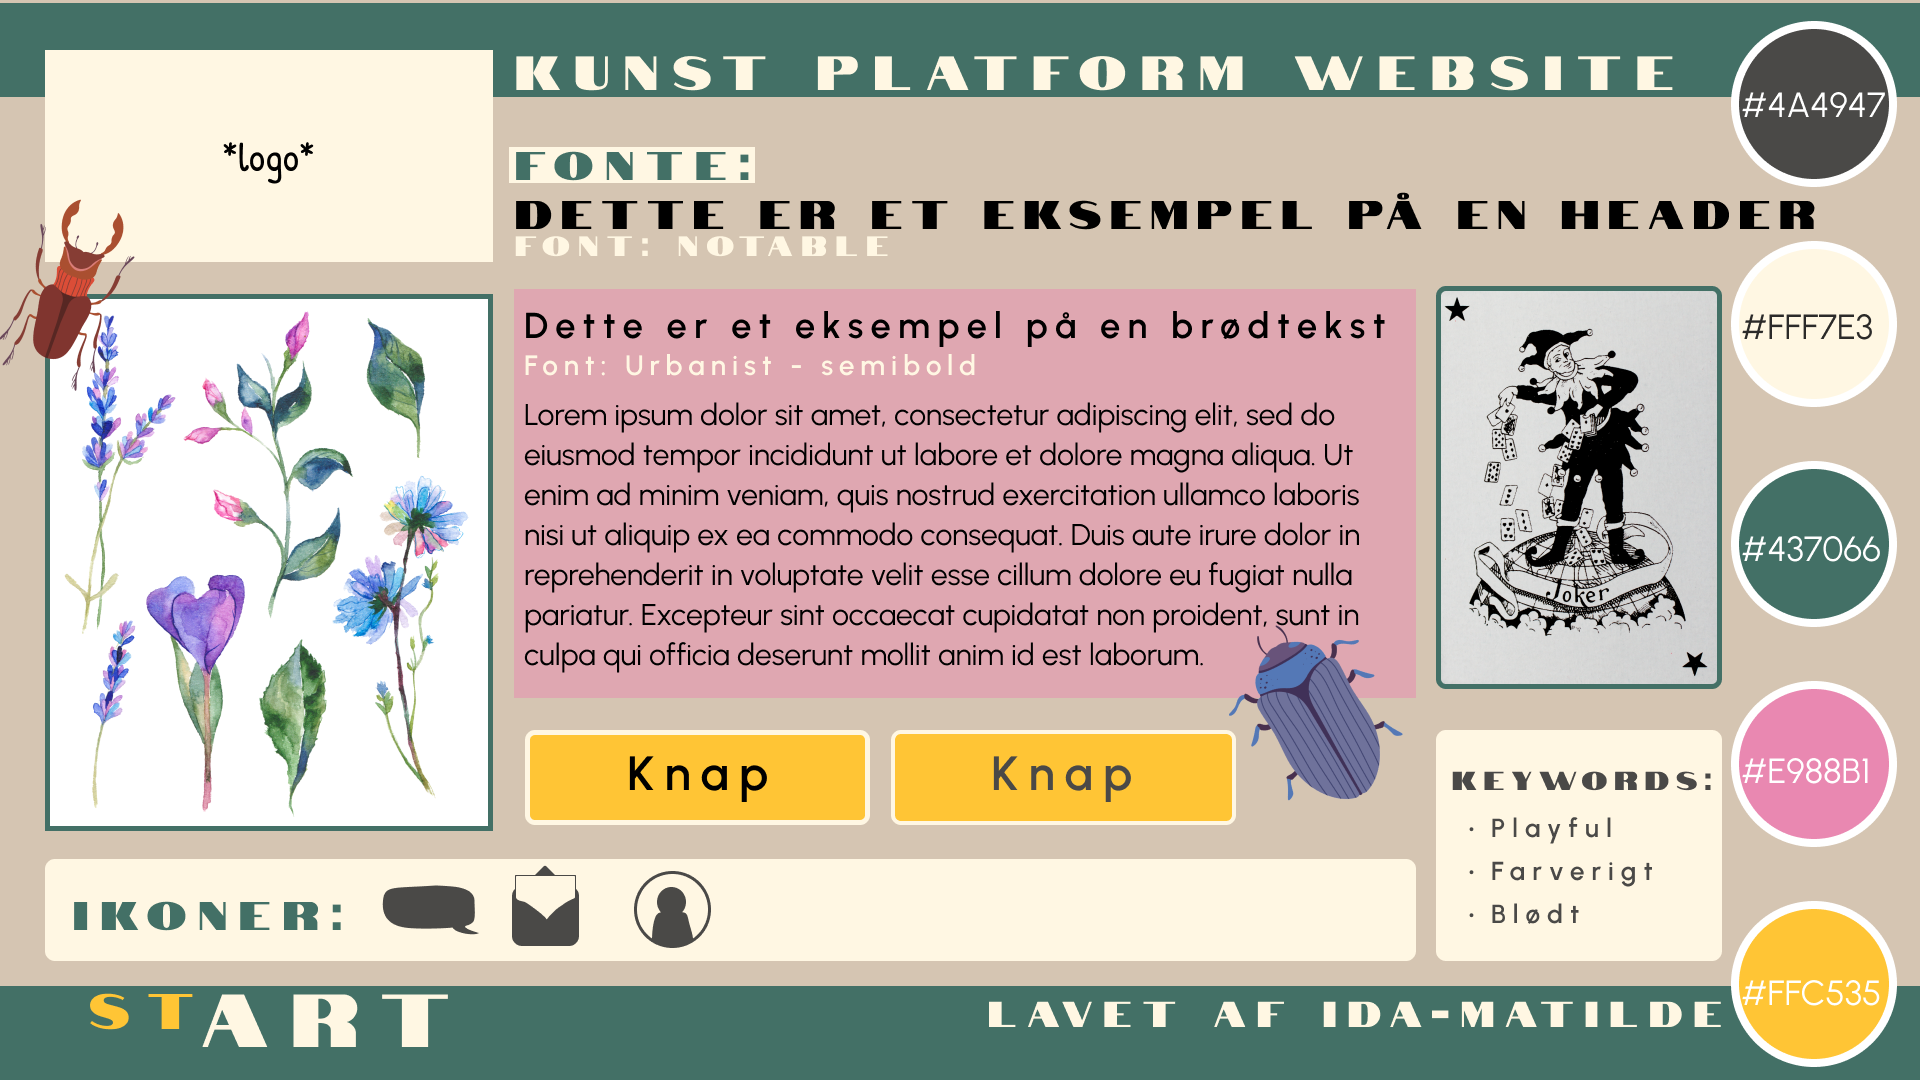 KUNST PLATFORM WEBSITE
*logo*
FONTE:
DETTE ER ET EKSEMPEL PÅ EN HEADER
FONT: NOTABLE
Dette er et eksempel på en brødtekst
Font: Urbanist - semibold
Lorem ipsum dolor sit amet, consectetur adipiscing elit, sed do
eiusmod tempor incididunt ut labore et dolore magna aliqua. Ut
enim ad minim veniam, quis nostrud exercitation ullamco laboris
nisi ut aliquip ex ea commodo consequat. Duis aute irure dolor in
reprehenderit in voluptate velit esse cillum dolore eu fugiat nulla
pariatur. Excepteur sint occaecat cupidatat non proident, sunt in
culpa qui officia deserunt mollit anim id est laborum.
Knap
Knap
Joker
KEYWORDS:
• Playful
• Farverigt
• Blødt
IKONER:
START
LAVET AF IDA-MATILDE
#4A4947
#FFF7E3
#437066
#E988B1
#FFC535